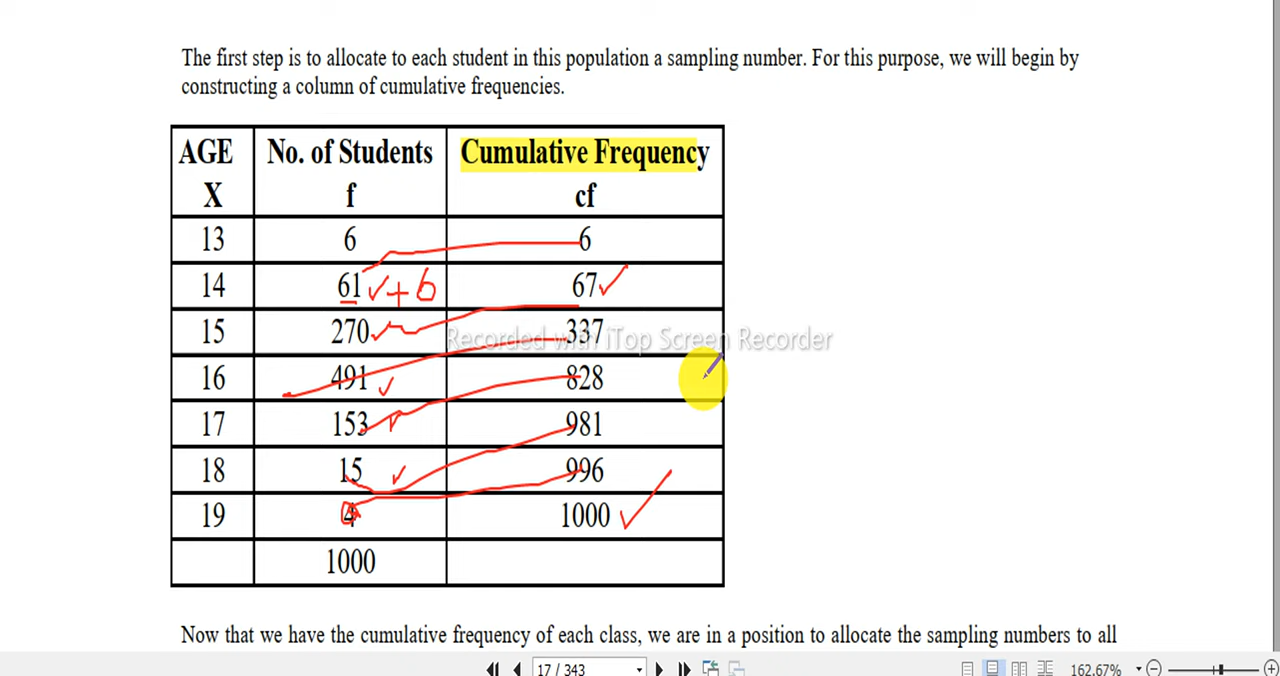 The first step is to allocate to each student in this population a sampling number. For this purpose, we will begin by
constructing a column of cumulative frequencies.
AGE No. of Students Cumulative Frequency
X f cf
13 6 6
14 61 + 6 67
15 270 337
16 491 828
17 153 981
18 15 996
19 4 1000
1000
Recorded with iTop Screen Recorder
Now that we have the cumulative frequency of each class, we are in a position to allocate the sampling numbers to all
17 / 343 162.67%